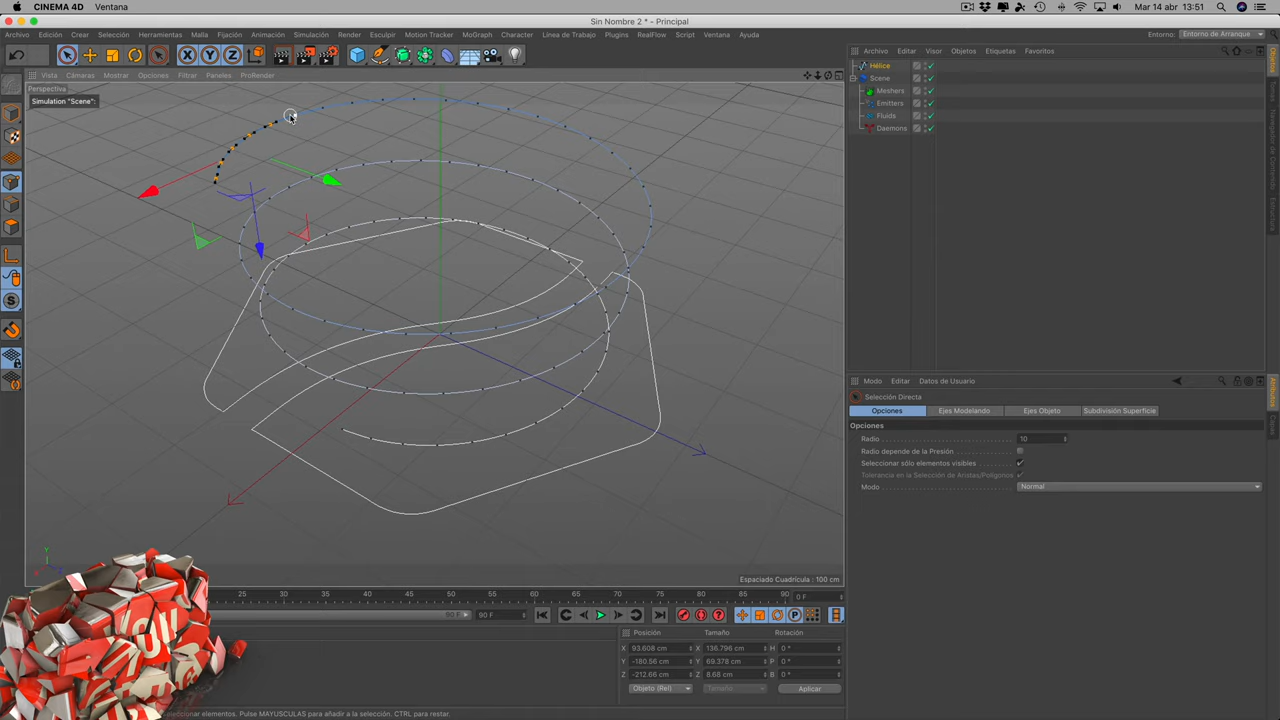 CINEMA 4D Ventana
Mar 14 abr 13:51
Sin Nombre 2 * - Principal
Archivo Edición Crear Selección Herramientas Malla Fijación Animación Simulación Render Esculpir Motion Tracker MoGraph Character Línea de Trabajo Plugins RealFlow Script Ventana Ayuda
Entorno: Entorno de Arranque
X Y Z
Vista Cámaras Mostrar Opciones Filtrar Paneles ProRender
Archivo Editar Visor Objetos Etiquetas Favoritos
Perspectiva
Simulation "Scene":
Hélice
Scene
Meshers
Emitters
Fluids
Daemons
Modo Editar Datos de Usuario
Selección Directa
Opciones Ejes Modelando Ejes Objeto Subdivisión Superficie
Opciones
Radio 10
Radio depende de la Presión
Seleccionar sólo elementos visibles
Tolerancia en la Selección de Aristas/Polígonos
Modo Normal
Y
Espaciado Cuadrícula : 100 cm
25 30 35 40 45 50 55 60 65 70 75 80 85 90 0 F
90 F 90 F
Posición Tamaño Rotación
X 93.608 cm X 136.796 cm H 0 °
Y -180.56 cm Y 69.378 cm P 0 °
Z -212.66 cm Z 8.68 cm B 0 °
Objeto (Rel) Tamaño Aplicar
eleccionar elementos. Pulse MAYUSCULAS para añadir a la selección. CTRL para restar.